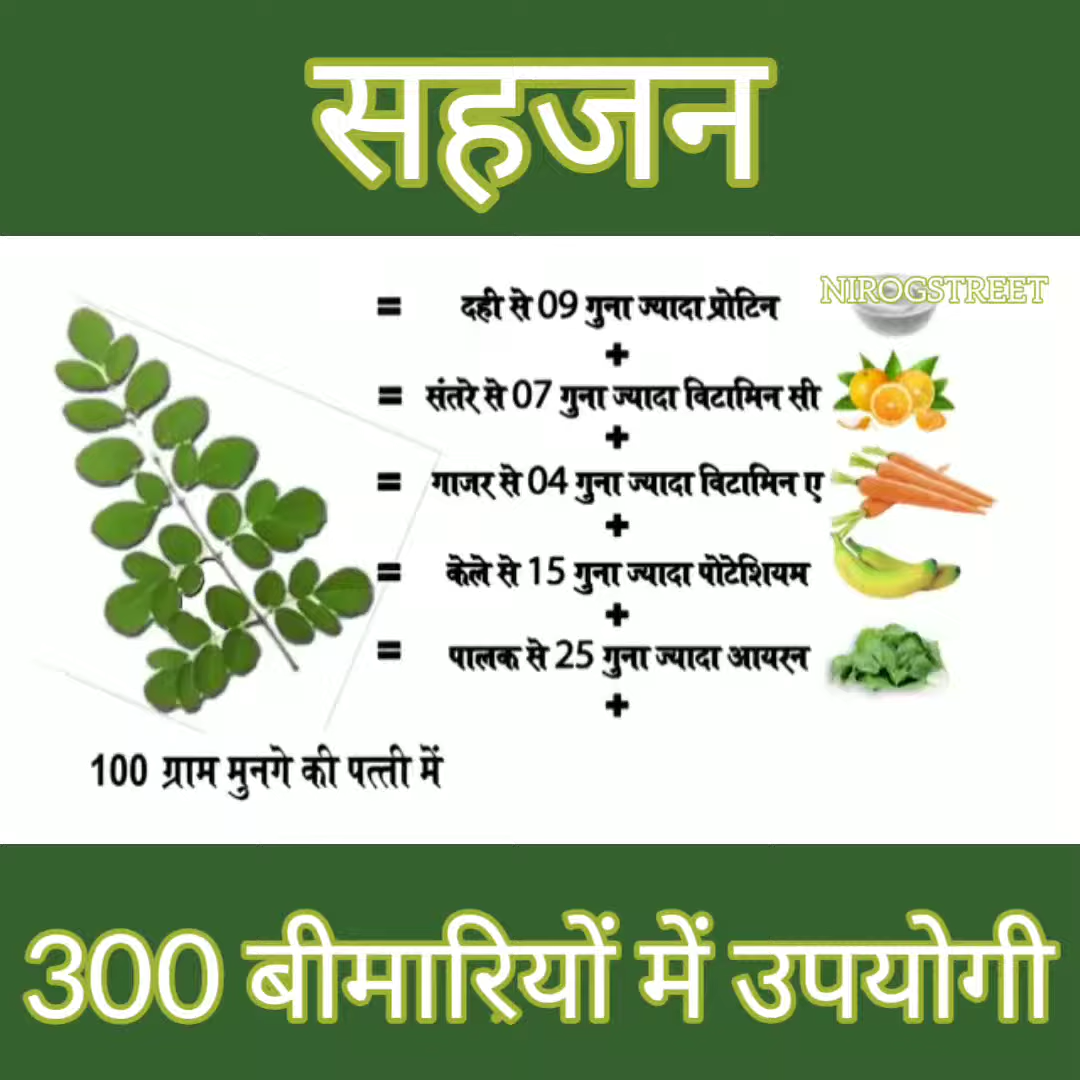 सहजन
NIROGSTREET
= दही से 09 गुना ज्यादा प्रोटिन
+
= संतरे से 07 गुना ज्यादा विटामिन सी
+
= गाजर से 04 गुना ज्यादा विटामिन ए
+
= केले से 15 गुना ज्यादा पोटेशियम
+
= पालक से 25 गुना ज्यादा आयरन
+
100 ग्राम मुनगे की पत्ती में
300 बीमारियों में उपयोगी